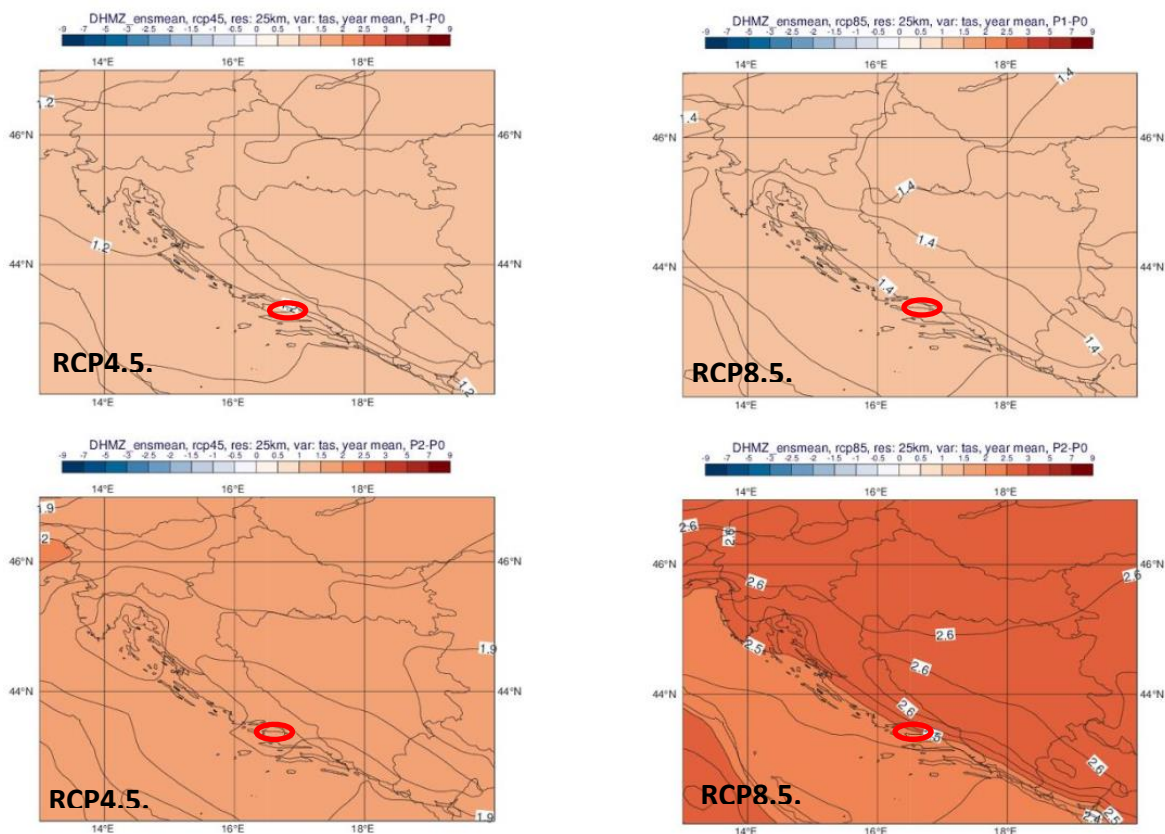 DHMZ_ensmean, rcp45, res: 25km, var: tas, year mean, P1-P0
-9 -7 -5 -3 -2.5 -2 -1.5 -1 -0.5 0 0.5 1 1.5 2 2.5 3 5 7 9
14°E 16°E 18°E
1.2
46°N 46°N
1.2
44°N 44°N
1.2
RCP4.5.
14°E 16°E 18°E
DHMZ_ensmean, rcp85, res: 25km, var: tas, year mean, P1-P0
-9 -7 -5 -3 -2.5 -2 -1.5 -1 -0.5 0 0.5 1 1.5 2 2.5 3 5 7 9
14°E 16°E 18°E
1.4
1.4
46°N 46°N
1.4
1.4
44°N 44°N
1.4
1.4
RCP8.5.
14°E 16°E 18°E
DHMZ_ensmean, rcp45, res: 25km, var: tas, year mean, P2-P0
-9 -7 -5 -3 -2.5 -2 -1.5 -1 -0.5 0 0.5 1 1.5 2 2.5 3 5 7 9
14°E 16°E 18°E
1.9
2
46°N 46°N
1.9
44°N 44°N
RCP4.5.
1.9
14°E 16°E 18°E
DHMZ_ensmean, rcp85, res: 25km, var: tas, year mean, P2-P0
-9 -7 -5 -3 -2.5 -2 -1.5 -1 -0.5 0 0.5 1 1.5 2 2.5 3 5 7 9
14°E 16°E 18°E
2.6 2.6
46°N 46°N
2.6 2.6
2.6
2.5
2.6
44°N 44°N
2.6
2.6
RCP8.5.
2.5
2.4
14°E 16°E 18°E